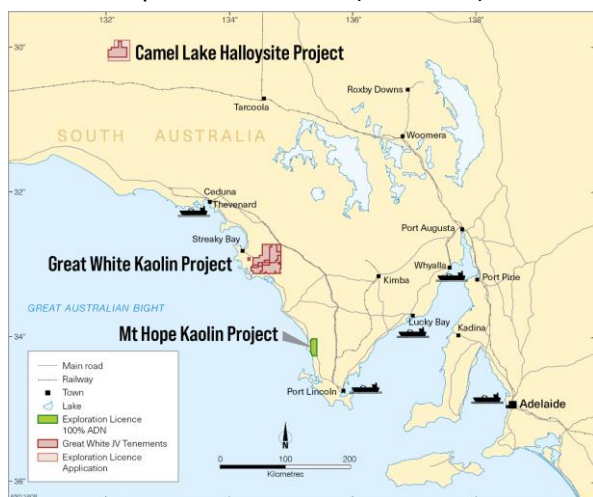 132°
134°
136°
138°
30°
Camel Lake Halloysite Project
Roxby Downs
Tarcoola
Woomera
SOUTH AUSTRALIA
32°
Ceduna
Thevenard
Streaky Bay
Port Augusta
Great White Kaolin Project
Whyalla
Kimba
Port Pirie
GREAT AUSTRALIAN BIGHT
34°
Mt Hope Kaolin Project
Lucky Bay
Kadina
Port Lincoln
Adelaide
Main road
Railway
Town
Lake
Exploration Licence
100% ADN
Great White JV Tenements
Exploration Licence
Application
N
0
100
200
Kilometres
36°